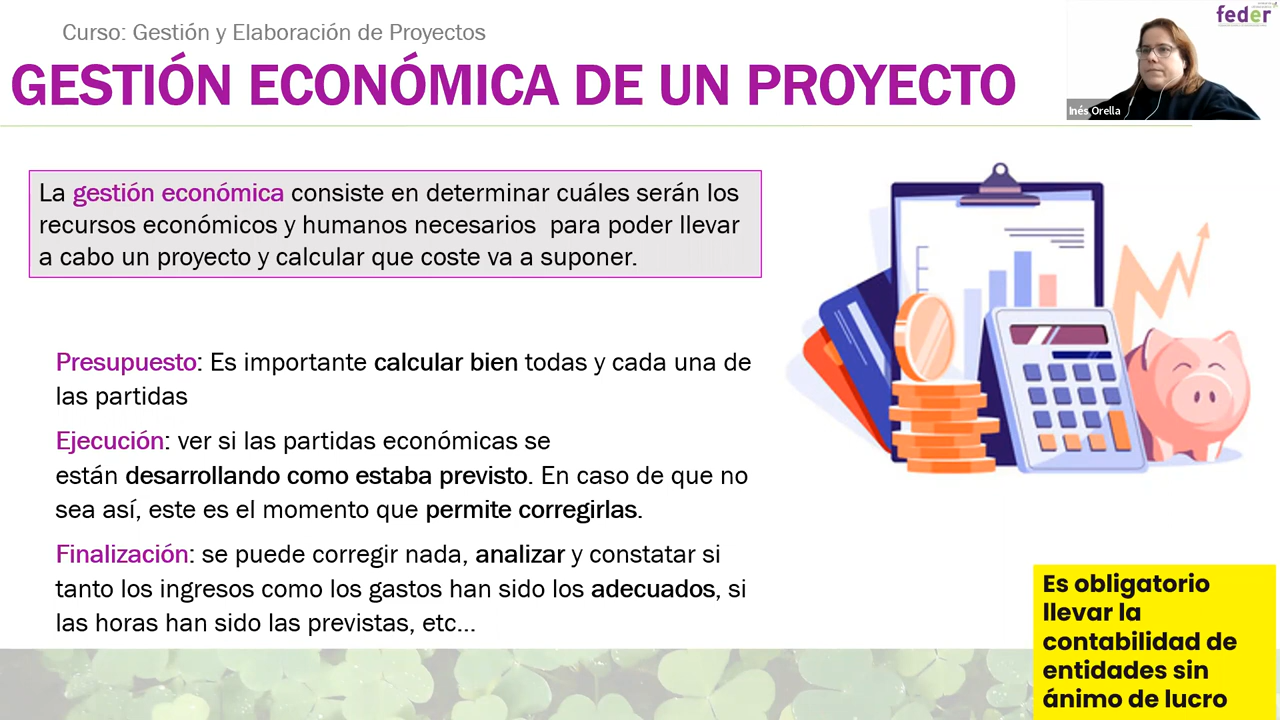 Curso: Gestión y Elaboración de Proyectos
GESTIÓN ECONÓMICA DE UN PROYECTO
feder
Inés Orella
La gestión económica consiste en determinar cuáles serán los
recursos económicos y humanos necesarios para poder llevar
a cabo un proyecto y calcular que coste va a suponer.
Presupuesto: Es importante calcular bien todas y cada una de
las partidas
Ejecución: ver si las partidas económicas se
están desarrollando como estaba previsto. En caso de que no
sea así, este es el momento que permite corregirlas.
Finalización: se puede corregir nada, analizar y constatar si
tanto los ingresos como los gastos han sido los adecuados, si
las horas han sido las previstas, etc...
Es obligatorio
llevar la
contabilidad de
entidades sin
ánimo de lucro